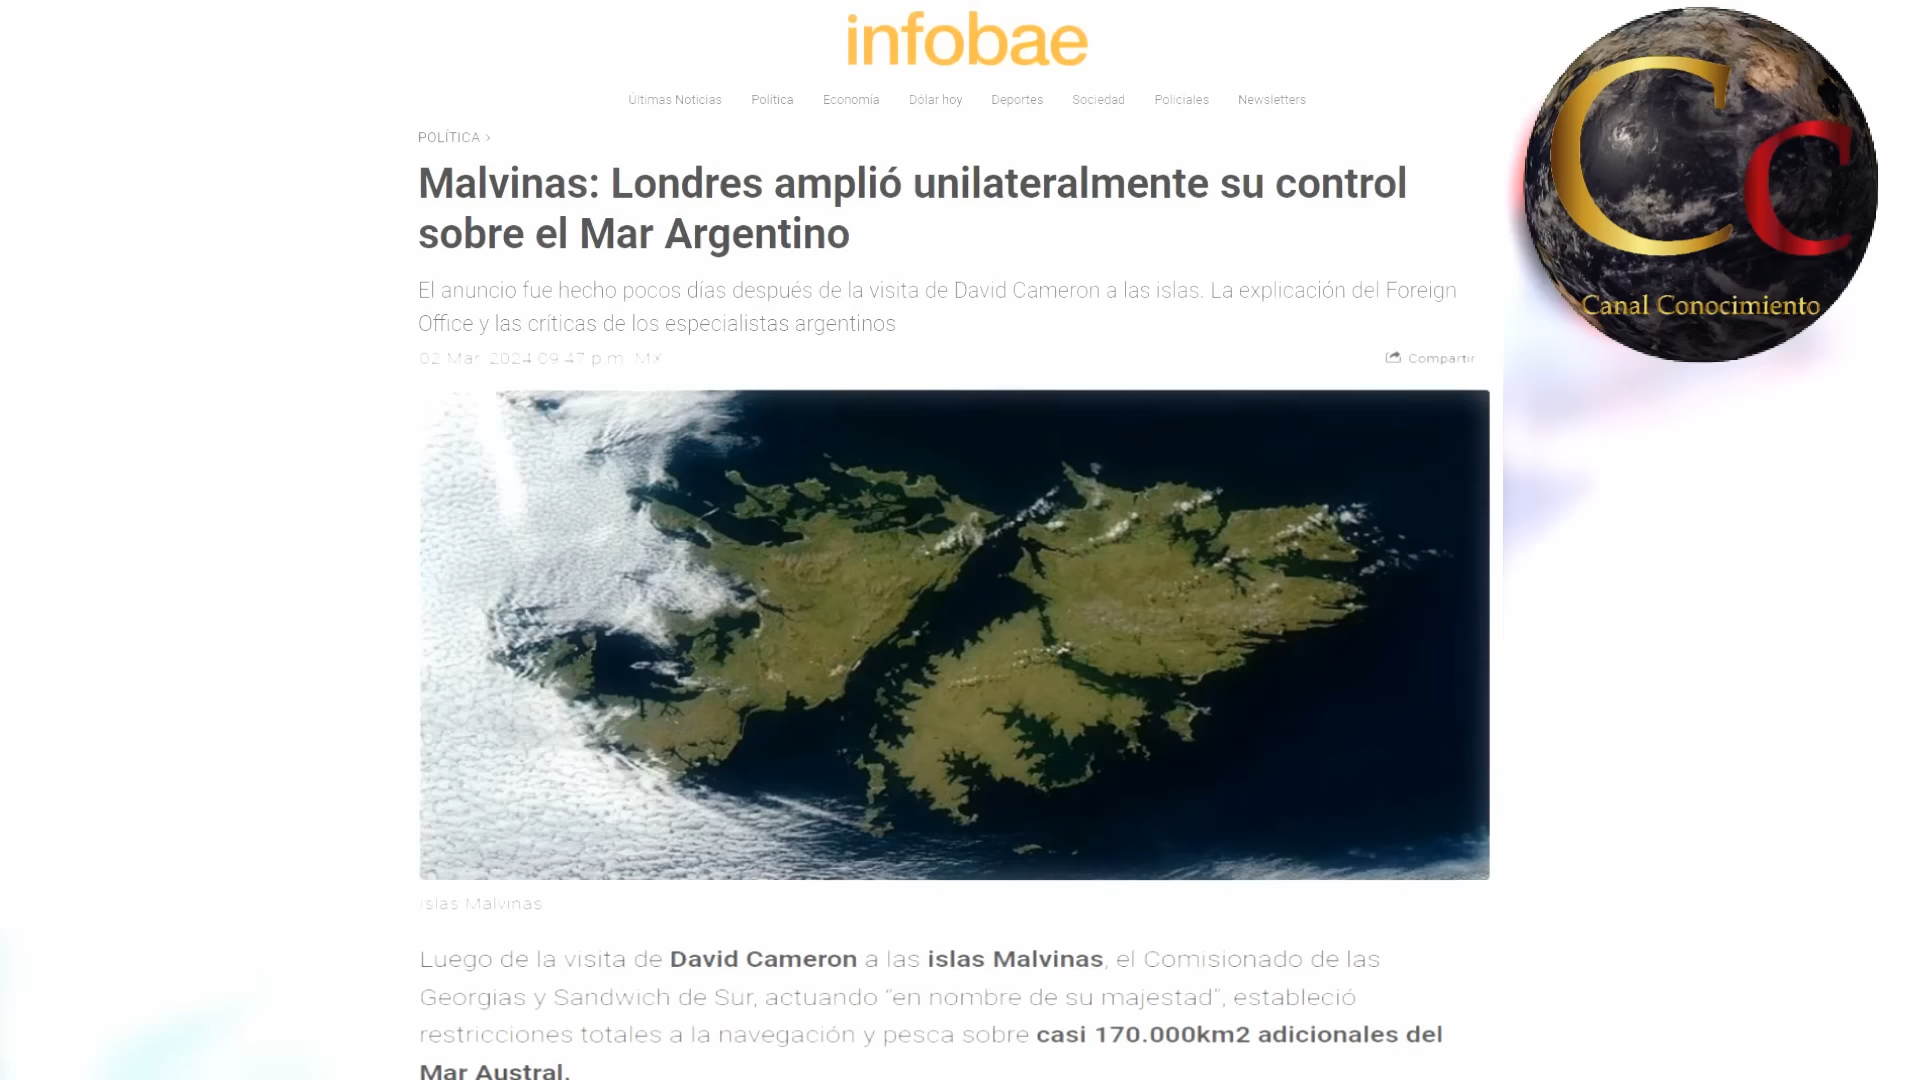 infobae
Últimas Noticias Política Economía Dólar hoy Deportes Sociedad Policiales Newsletters
POLÍTICA >
Malvinas: Londres amplió unilateralmente su control
sobre el Mar Argentino
El anuncio fue hecho pocos días después de la visita de David Cameron a las islas. La explicación del Foreign
Office y las críticas de los especialistas argentinos
02 Mar, 2024 09:47 p.m. MX
Compartir
Cc
Canal Conocimiento
islas Malvinas
Luego de la visita de David Cameron a las islas Malvinas, el Comisionado de las
Georgias y Sandwich de Sur, actuando “en nombre de su majestad”, estableció
restricciones totales a la navegación y pesca sobre casi 170.000km2 adicionales del
Mar Austral.